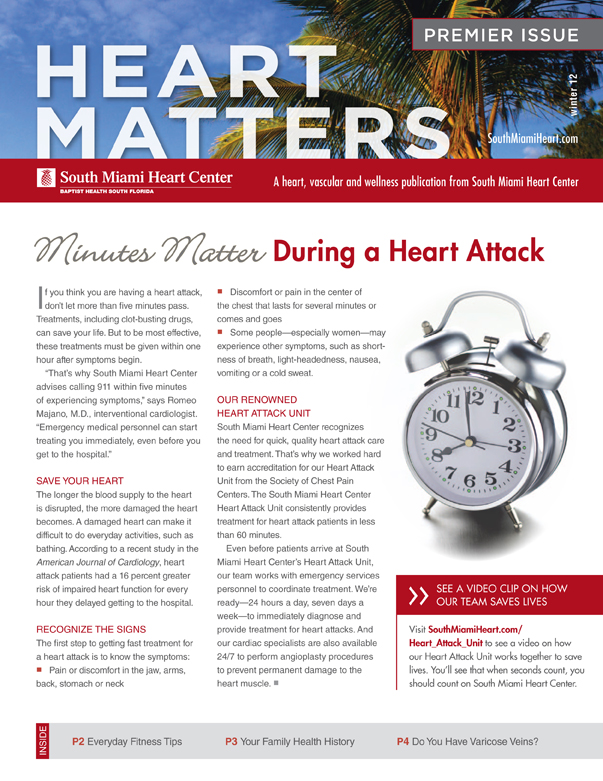 PREMIER ISSUE
HEART
MATTERS
winter 12
SouthMiamiHeart.com
South Miami Heart Center
BAPTIST HEALTH SOUTH FLORIDA
A heart, vascular and wellness publication from South Miami Heart Center
Minutes Matter During a Heart Attack
If you think you are having a heart attack,
don't let more than five minutes pass.
Treatments, including clot-busting drugs,
can save your life. But to be most effective,
these treatments must be given within one
hour after symptoms begin.
"That's why South Miami Heart Center
advises calling 911 within five minutes
of experiencing symptoms," says Romeo
Majano, M.D., interventional cardiologist.
"Emergency medical personnel can start
treating you immediately, even before you
get to the hospital."
SAVE YOUR HEART
The longer the blood supply to the heart
is disrupted, the more damaged the heart
becomes. A damaged heart can make it
difficult to do everyday activities, such as
bathing. According to a recent study in the
American Journal of Cardiology, heart
attack patients had a 16 percent greater
risk of impaired heart function for every
hour they delayed getting to the hospital.
RECOGNIZE THE SIGNS
The first step to getting fast treatment for
a heart attack is to know the symptoms:
■ Pain or discomfort in the jaw, arms,
back, stomach or neck
■ Discomfort or pain in the center of
the chest that lasts for several minutes or
comes and goes
■ Some people—especially women—may
experience other symptoms, such as short-
ness of breath, light-headedness, nausea,
vomiting or a cold sweat.
OUR RENOWNED
HEART ATTACK UNIT
South Miami Heart Center recognizes
the need for quick, quality heart attack care
and treatment. That's why we worked hard
to earn accreditation for our Heart Attack
Unit from the Society of Chest Pain
Centers. The South Miami Heart Center
Heart Attack Unit consistently provides
treatment for heart attack patients in less
than 60 minutes.
Even before patients arrive at South
Miami Heart Center's Heart Attack Unit,
our team works with emergency services
personnel to coordinate treatment. We're
ready—24 hours a day, seven days a
week—to immediately diagnose and
provide treatment for heart attacks. And
our cardiac specialists are also available
24/7 to perform angioplasty procedures
to prevent permanent damage to the
heart muscle. ■
11 12 1
10 2
9 3
8 4
7 6 5
SEE A VIDEO CLIP ON HOW
OUR TEAM SAVES LIVES
Visit SouthMiamiHeart.com/
Heart_Attack_Unit to see a video on how
our Heart Attack Unit works together to save
lives. You'll see that when seconds count, you
should count on South Miami Heart Center.
INSIDE
P2 Everyday Fitness Tips
P3 Your Family Health History
P4 Do You Have Varicose Veins?